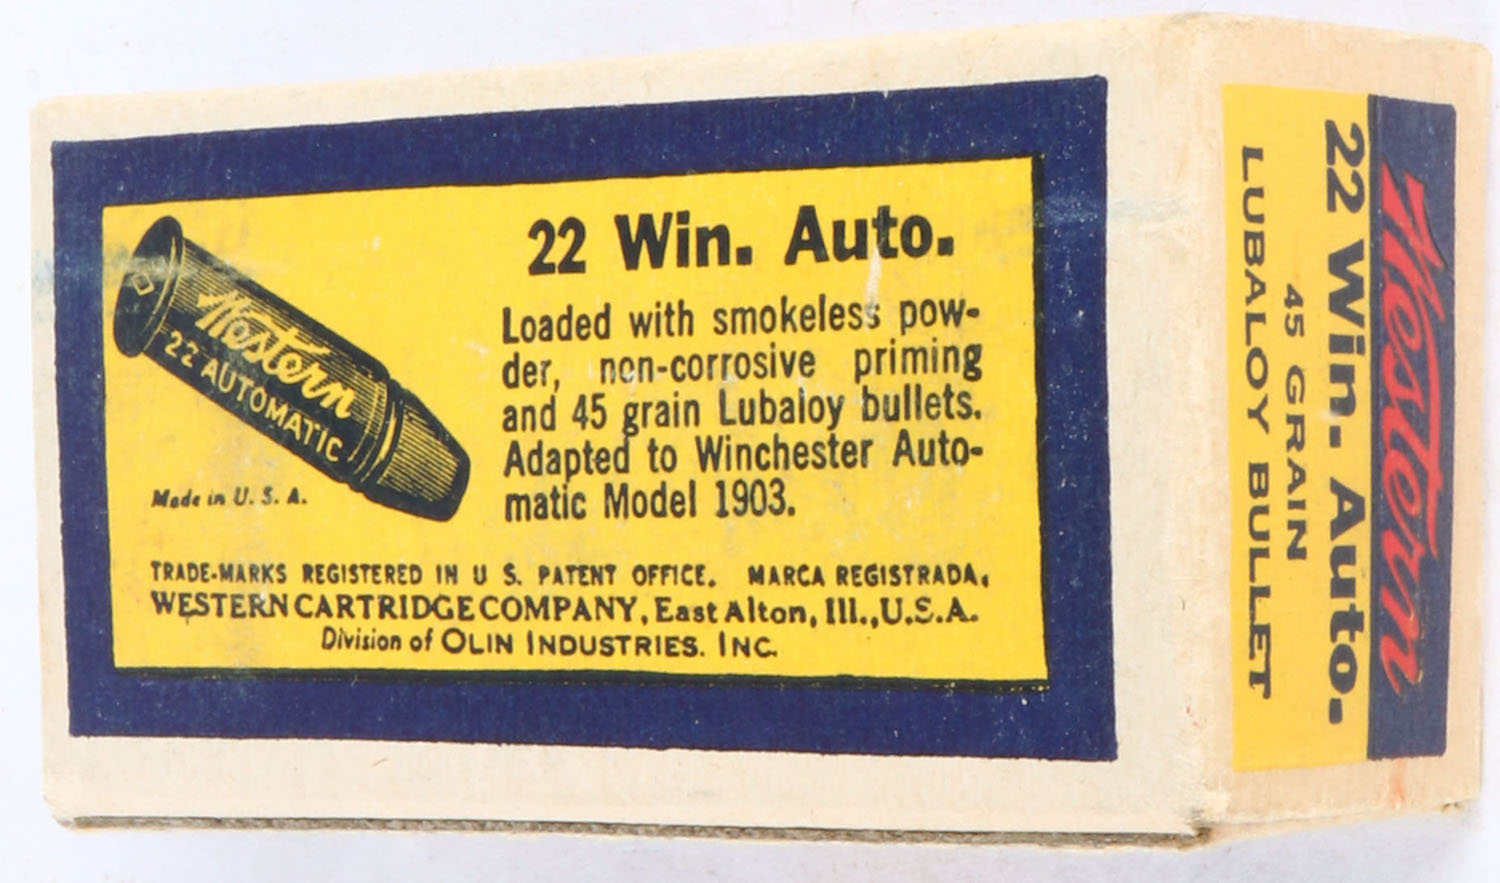 22 Win. Auto.
Loaded with smokeless pow-
der, non-corrosive priming
and 45 grain Lubaloy bullets.
Adapted to Winchester Auto-
matic Model 1903.
Western
22 AUTOMATIC
Made in U. S. A.
TRADE-MARKS REGISTERED IN U S. PATENT OFFICE. MARCA REGISTRADA.
WESTERN CARTRIDGE COMPANY, East Alton, Ill., U.S.A.
Division of OLIN INDUSTRIES. INC.
Western
22 Win. Auto.
45 GRAIN
LUBALOY BULLET